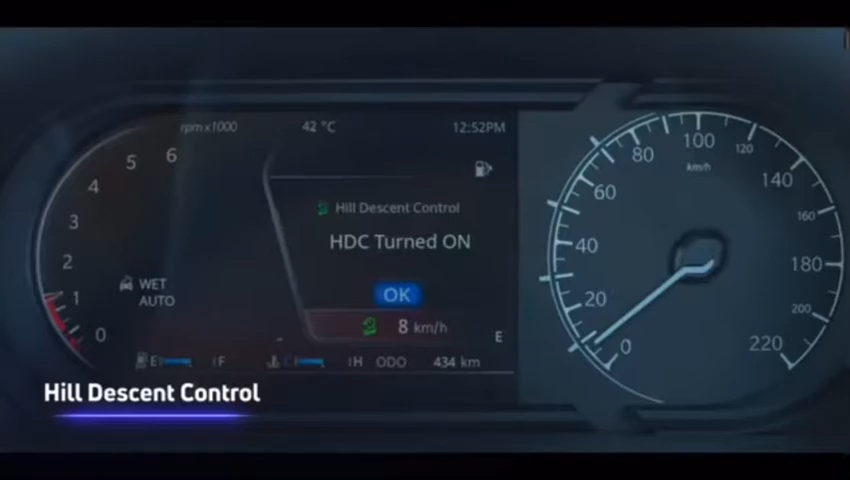 rpm x1000
42 °C
12:52PM
6
5
4
3
2
1
0
WET
AUTO
Hill Descent Control
HDC Turned ON
OK
8 km/h
E
E F
C H ODO 434 km
0
20
40
60
80
100
120
140
160
180
200
220
km/h
Hill Descent Control